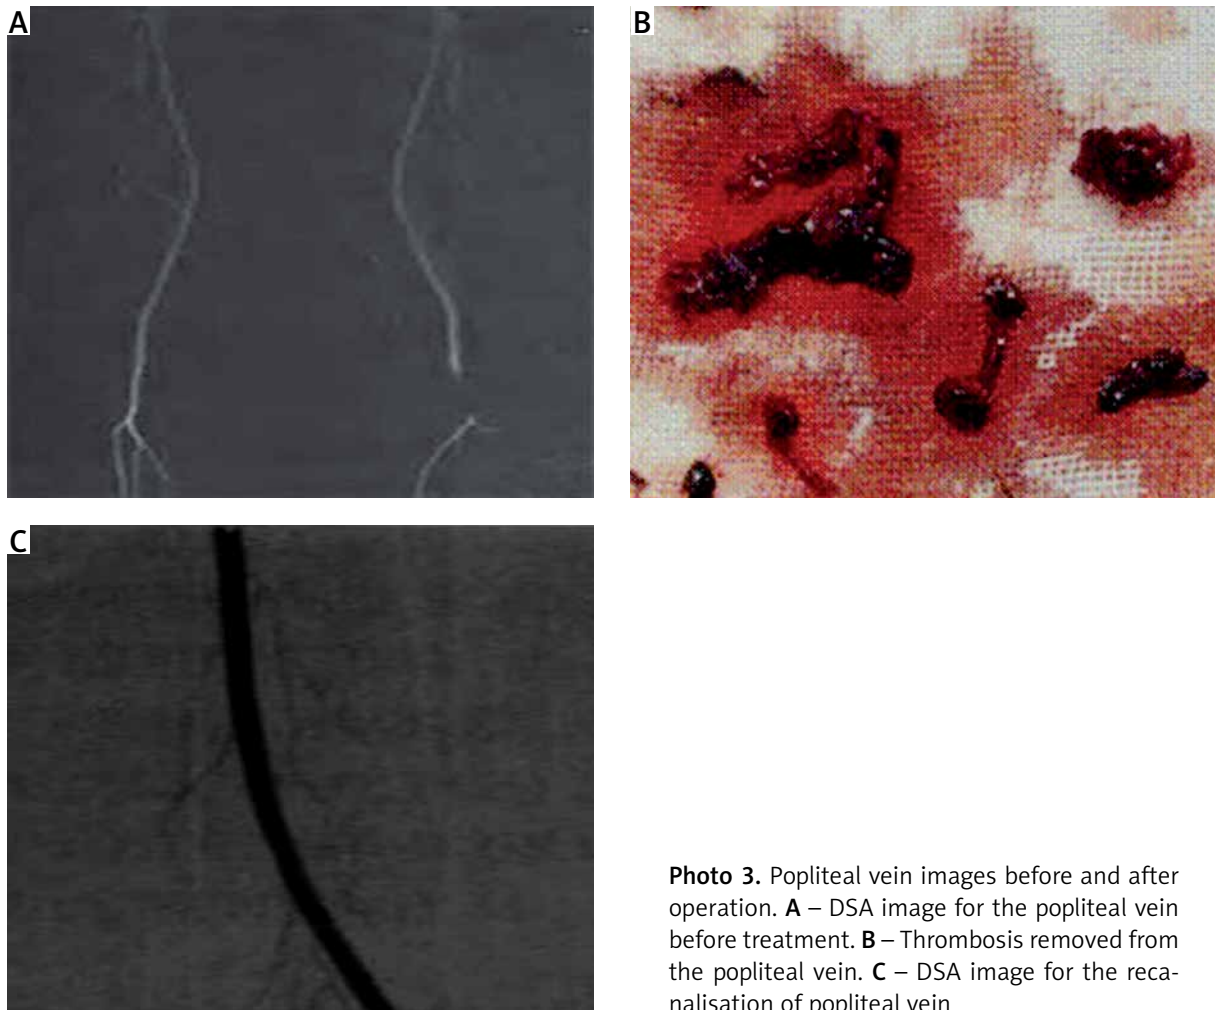 A
B
C
Photo 3. Popliteal vein images before and after
operation. A – DSA image for the popliteal vein
before treatment. B – Thrombosis removed from
the popliteal vein. C – DSA image for the reca-
nalisation of popliteal vein